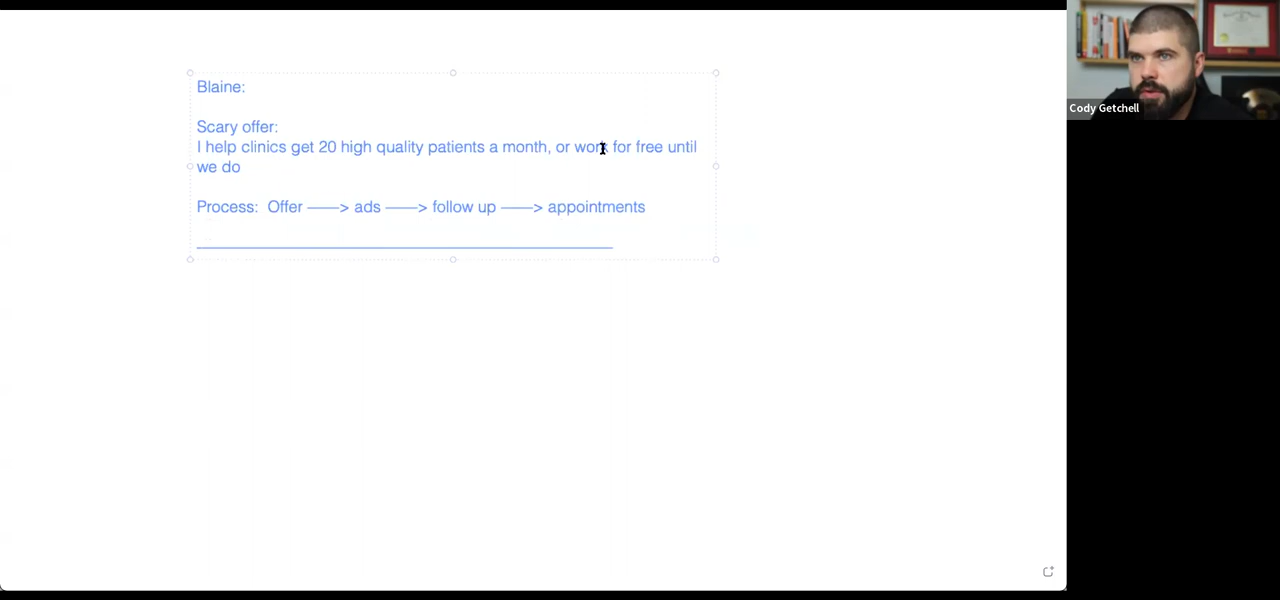 Blaine:
Scary offer:
I help clinics get 20 high quality patients a month, or work for free until
we do
Process:  Offer ——> ads ——> follow up ——> appointments
Cody Getchell